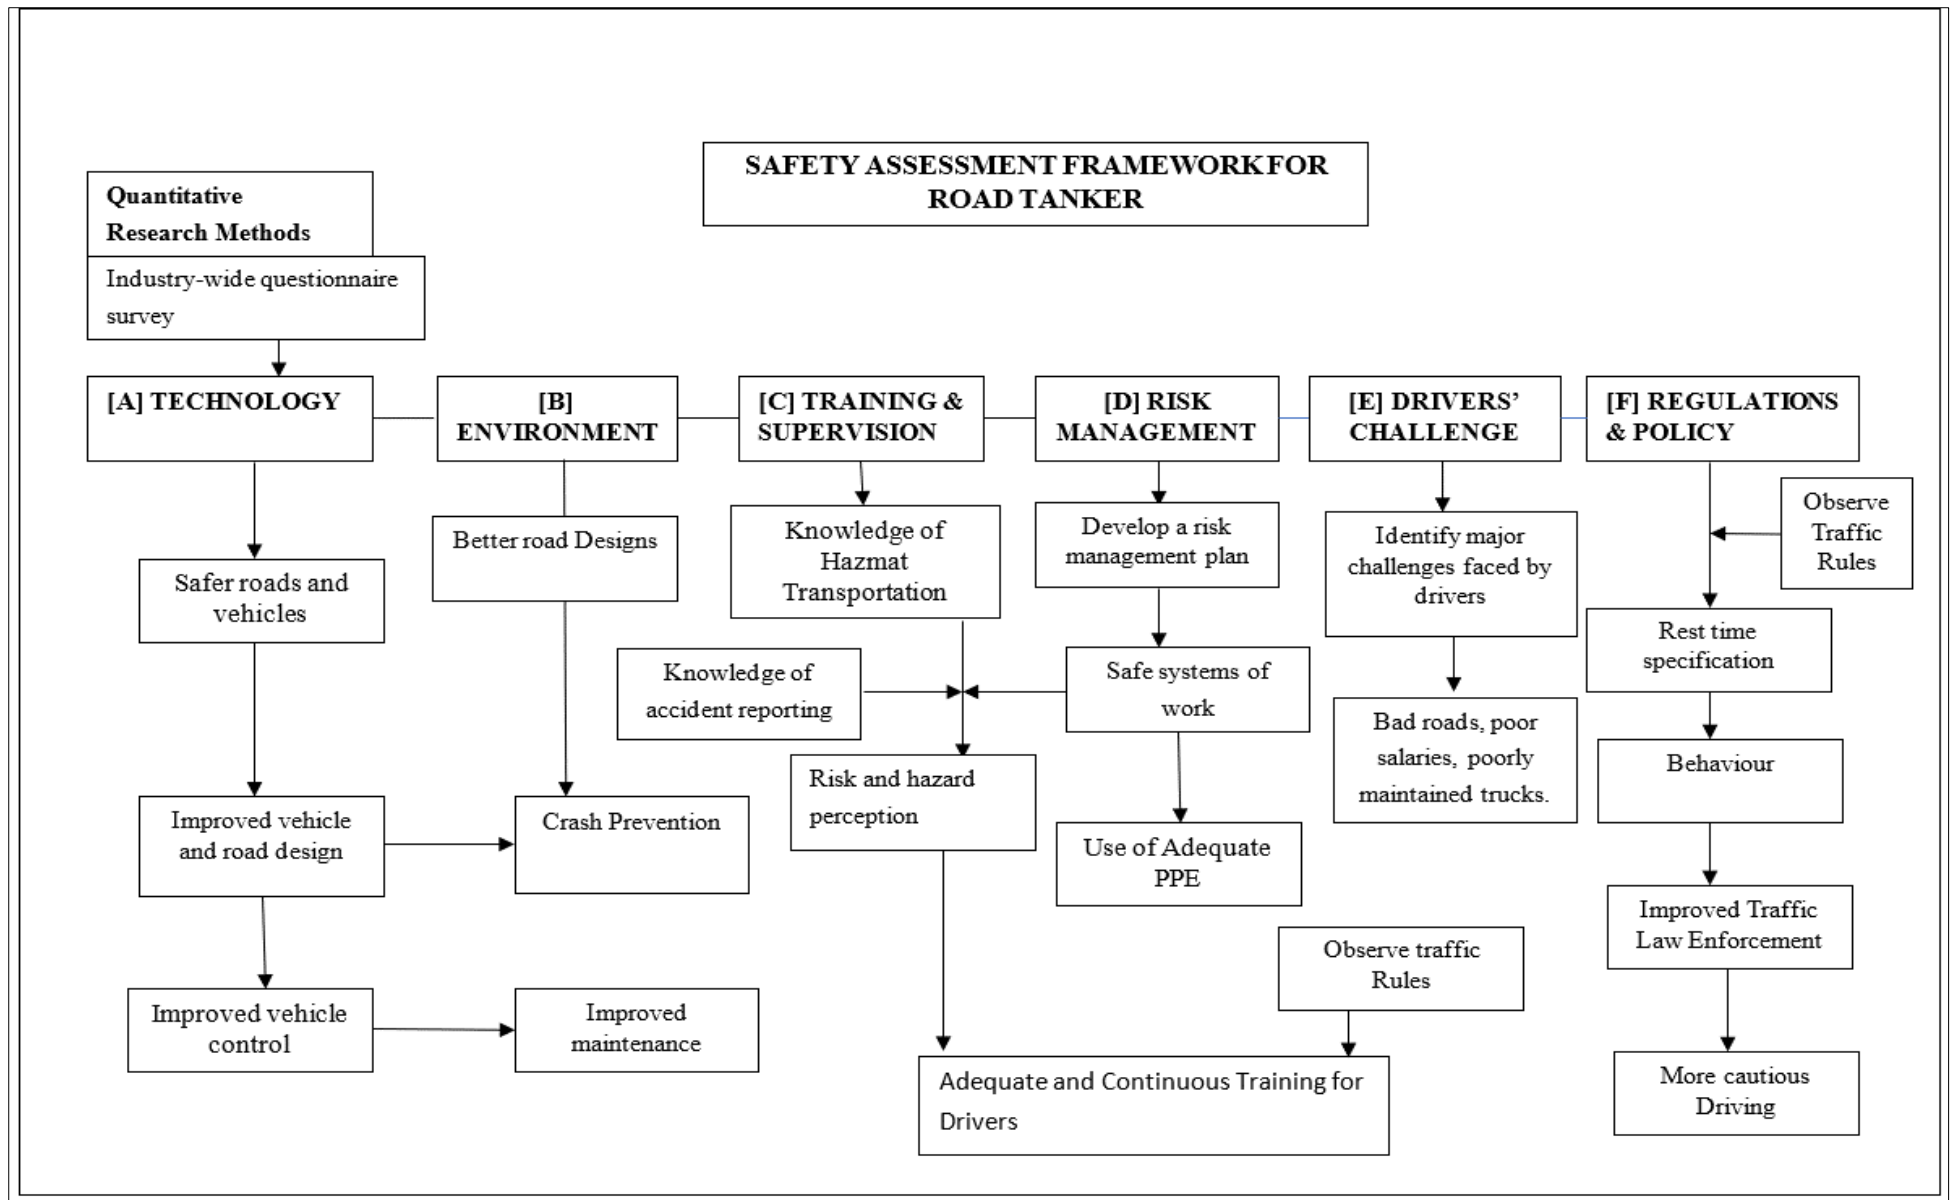 SAFETY ASSESSMENT FRAMEWORK FOR
ROAD TANKER
Quantitative
Research Methods
Industry-wide questionnaire
survey
[A] TECHNOLOGY
[B]
ENVIRONMENT
[C] TRAINING &
SUPERVISION
[D] RISK
MANAGEMENT
[E] DRIVERS’
CHALLENGE
[F] REGULATIONS
& POLICY
Safer roads and
vehicles
Improved vehicle
and road design
Improved vehicle
control
Improved
maintenance
Better road Designs
Crash Prevention
Knowledge of
Hazmat
Transportation
Knowledge of
accident reporting
Risk and hazard
perception
Develop a risk
management plan
Safe systems of
work
Use of Adequate
PPE
Observe traffic
Rules
Adequate and Continuous Training for
Drivers
Identify major
challenges faced by
drivers
Bad roads, poor
salaries, poorly
maintained trucks.
Observe
Traffic
Rules
Rest time
specification
Behaviour
Improved Traffic
Law Enforcement
More cautious
Driving